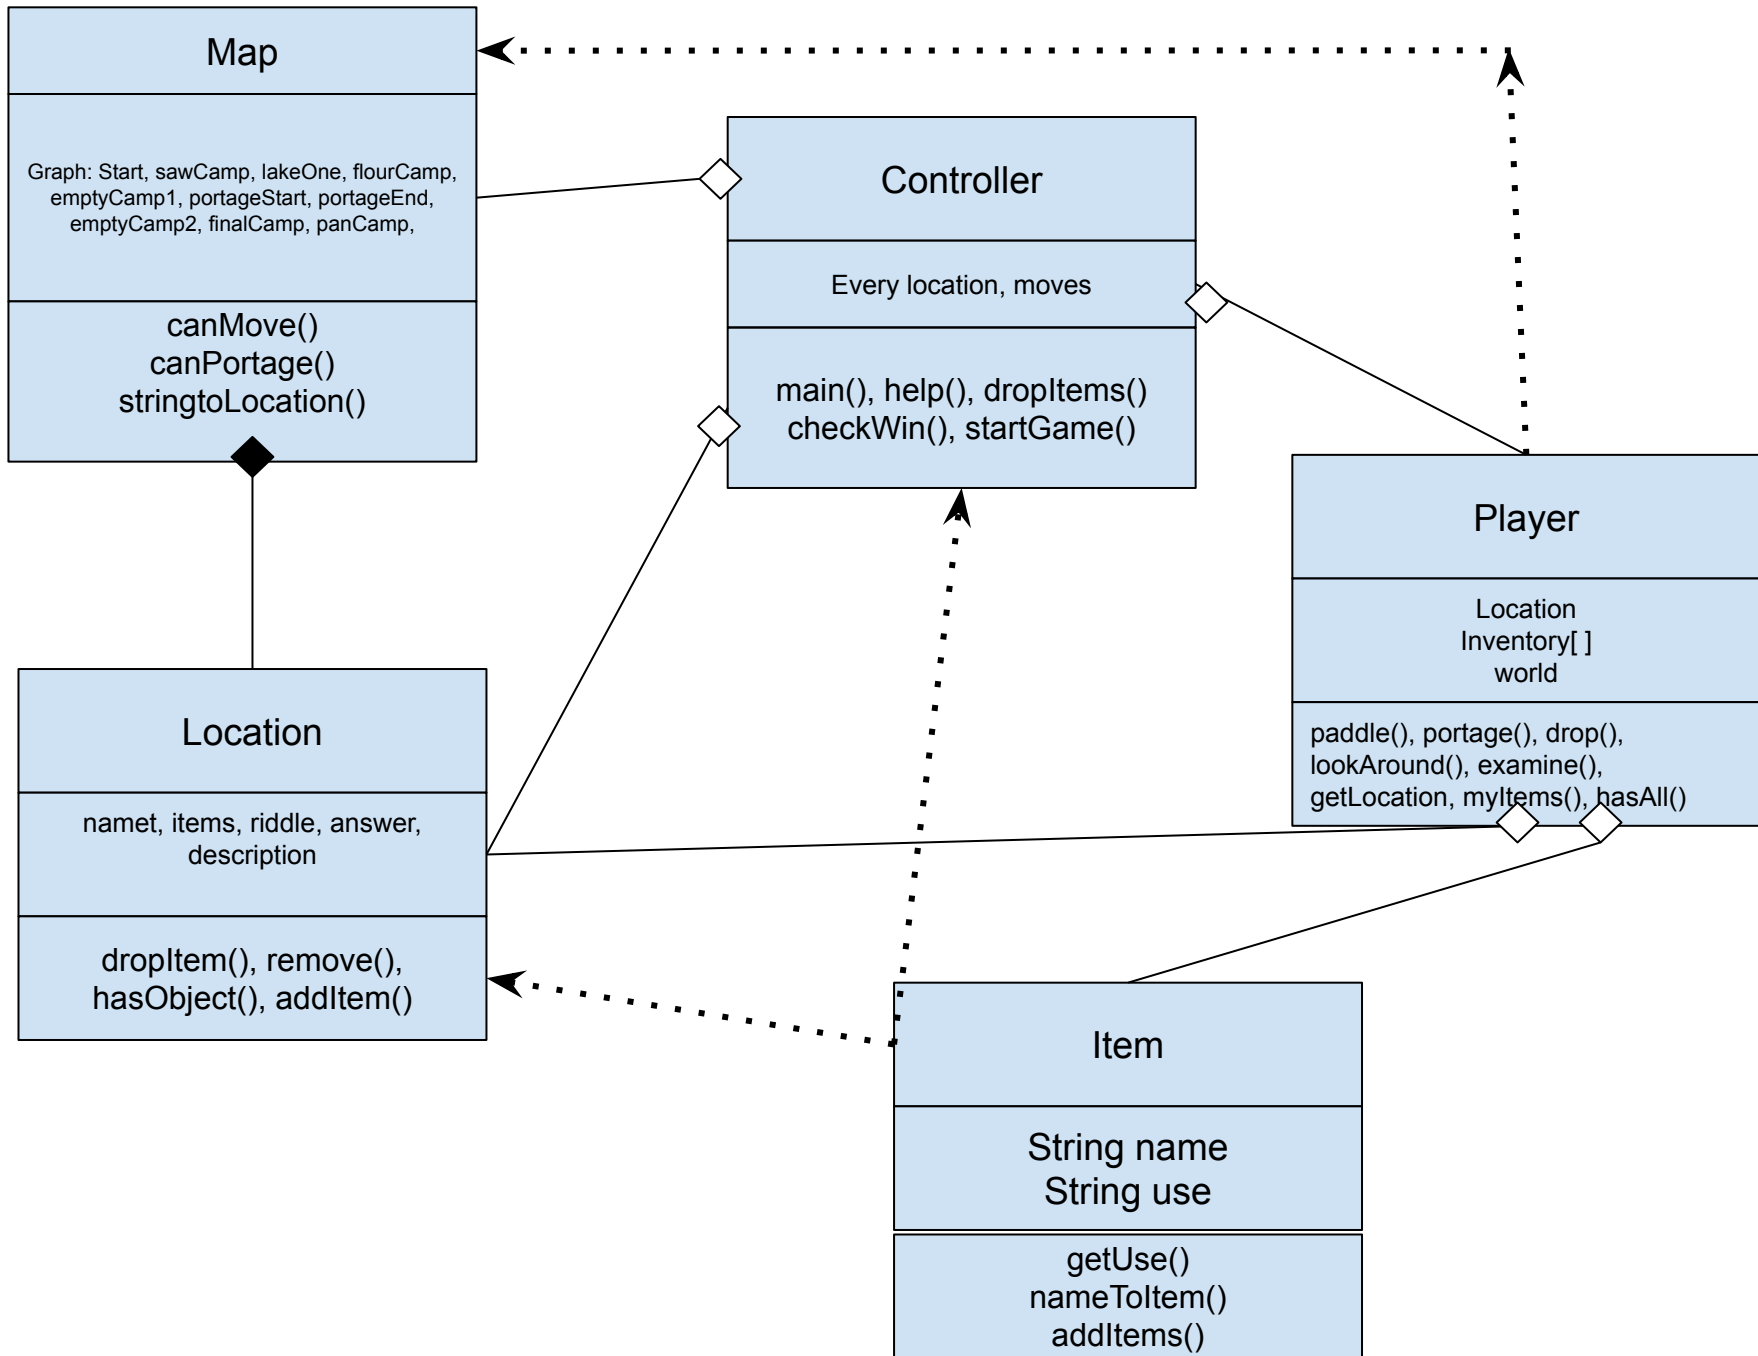 Map
Graph: Start, sawCamp, lakeOne, flourCamp,
emptyCamp1, portageStart, portageEnd,
emptyCamp2, finalCamp, panCamp,
canMove()
canPortage()
stringtoLocation()
Controller
Every location, moves
main(), help(), dropItems()
checkWin(), startGame()
Player
Location
Inventory[ ]
world
paddle(), portage(), drop(),
lookAround(), examine(),
getLocation, myItems(), hasAll()
Location
namet, items, riddle, answer,
description
dropItem(), remove(),
hasObject(), addItem()
Item
String name
String use
getUse()
nameToItem()
addItems()